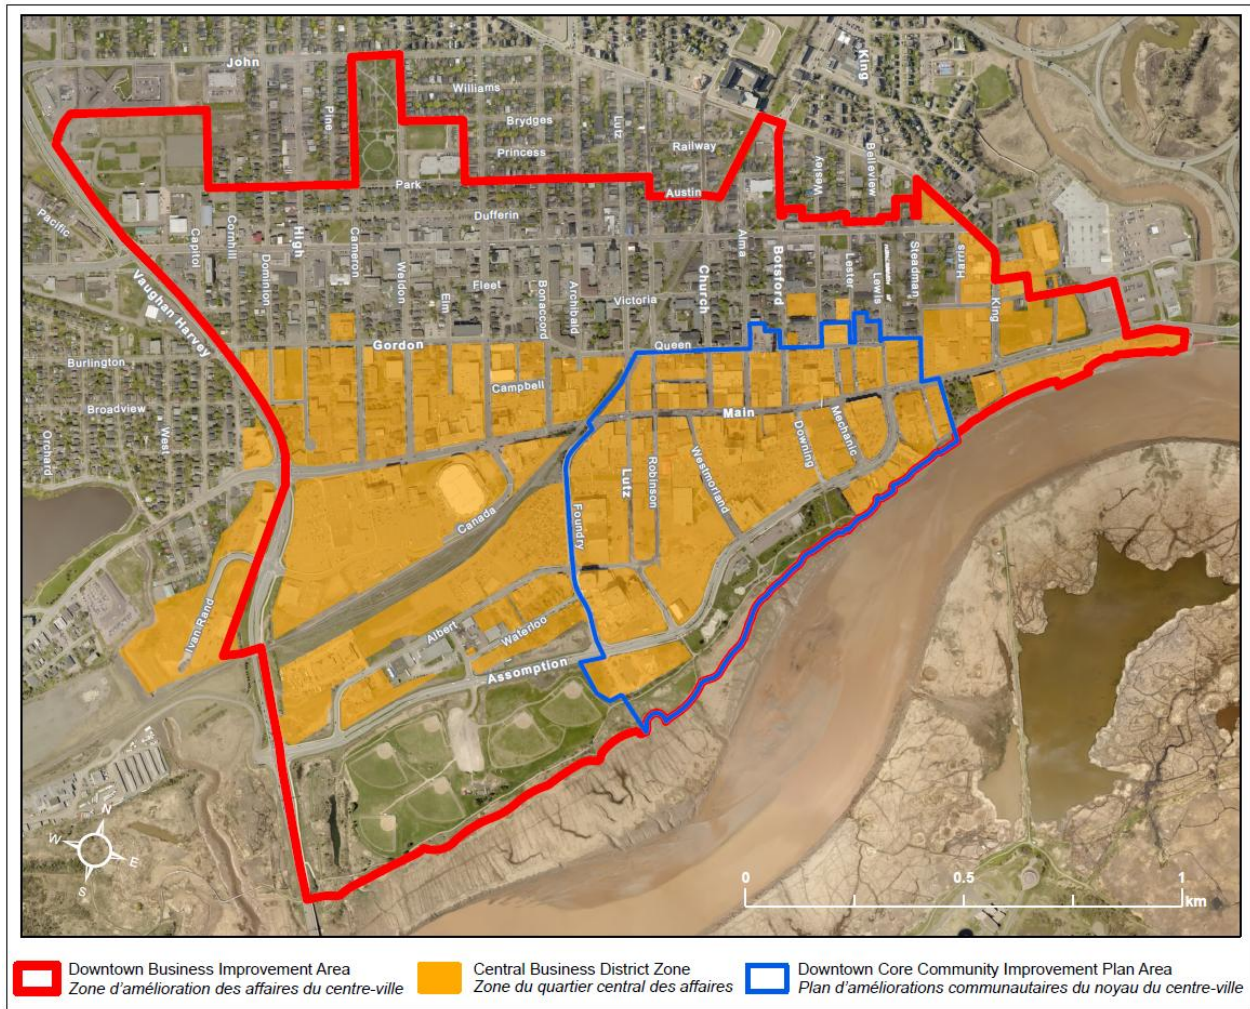 John
King
Williams
Pine
Brydges
Lutz
Railway
Princess
Wesley
Belleview
Park
Austin
Pacific
Dufferin
Capitol
Cornhill
High
Cameron
Alma
Steadman
Harris
Dominion
Weldon
Fleet
Elm
Bonaccord
Archibald
Victoria
Church
Botsford
Lester
Lewis
King
Vaughan Harvey
Gordon
Queen
Burlington
Campbell
Broadview
Main
West
Orchard
Downing
Mechanic
Lutz
Robinson
Westmorland
Canada
Foundry
Ivan Rand
Albert
Waterloo
Assumption
N
W
E
S
0 0.5 1
km
Downtown Business Improvement Area
Zone d'amélioration des affaires du centre-ville
Central Business District Zone
Zone du quartier central des affaires
Downtown Core Community Improvement Plan Area
Plan d'améliorations communautaires du noyau du centre-ville